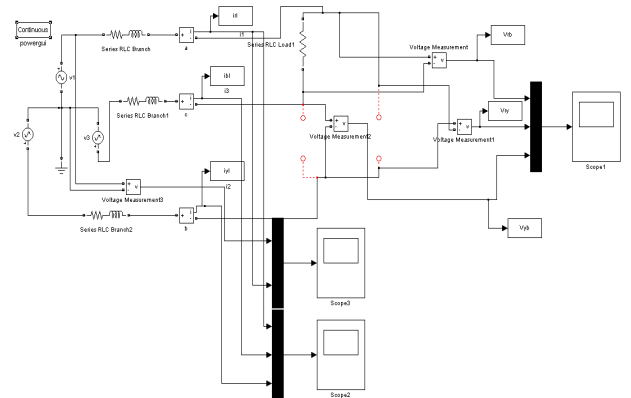 Continuous
powergui
irl
i1
a
Series RLC Branch
Series RLC Load1
Voltage Measurement
Vrb
v1
ibl
i3
c
Series RLC Branch1
v2
v3
Voltage Measurement2
Voltage Measurement1
Vry
Scope1
iyl
i2
Voltage Measurement3
b
Series RLC Branch2
Vyb
Scope3
Scope2